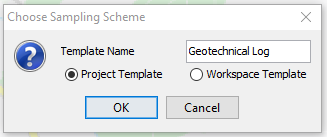 Choose Sampling Scheme
Template Name Geotechnical Log
Project Template Workspace Template
OK Cancel